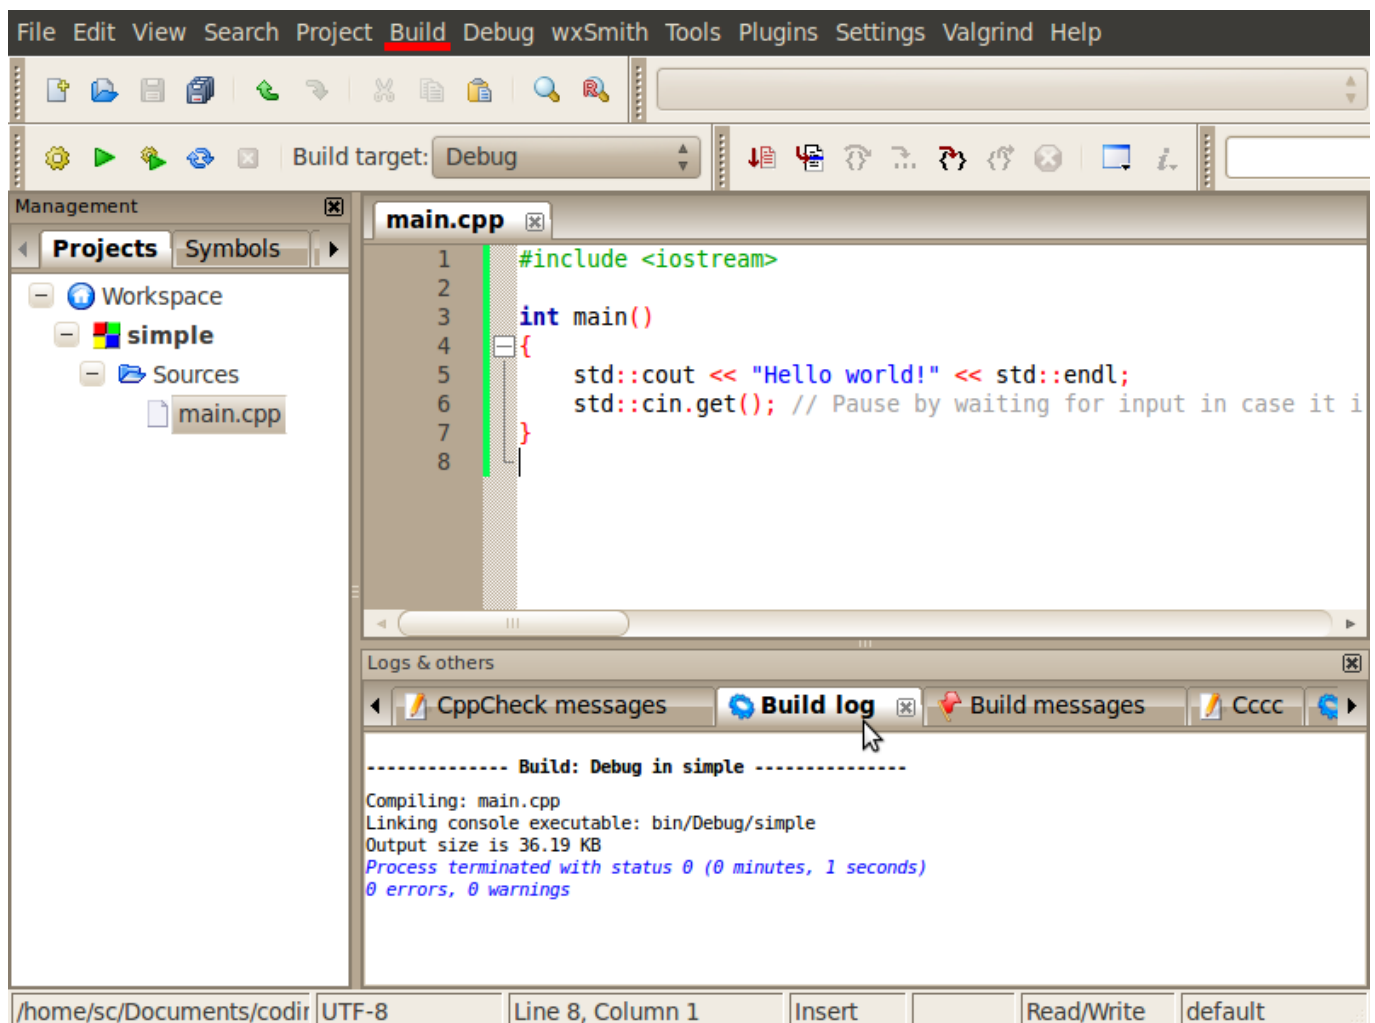 File Edit View Search Project Build Debug wxSmith Tools Plugins Settings Valgrind Help
Build target: Debug
Management
Projects Symbols
Workspace
simple
Sources
main.cpp
main.cpp
1 #include <iostream>
2
3 int main()
4 {
5 std::cout << "Hello world!" << std::endl;
6 std::cin.get(); // Pause by waiting for input in case it i
7 }
8
Logs & others
CppCheck messages Build log Build messages Cccc
-------------- Build: Debug in simple ---------------
Compiling: main.cpp
Linking console executable: bin/Debug/simple
Output size is 36.19 KB
Process terminated with status 0 (0 minutes, 1 seconds)
0 errors, 0 warnings
/home/sc/Documents/codin UTF-8 Line 8, Column 1 Insert Read/Write default